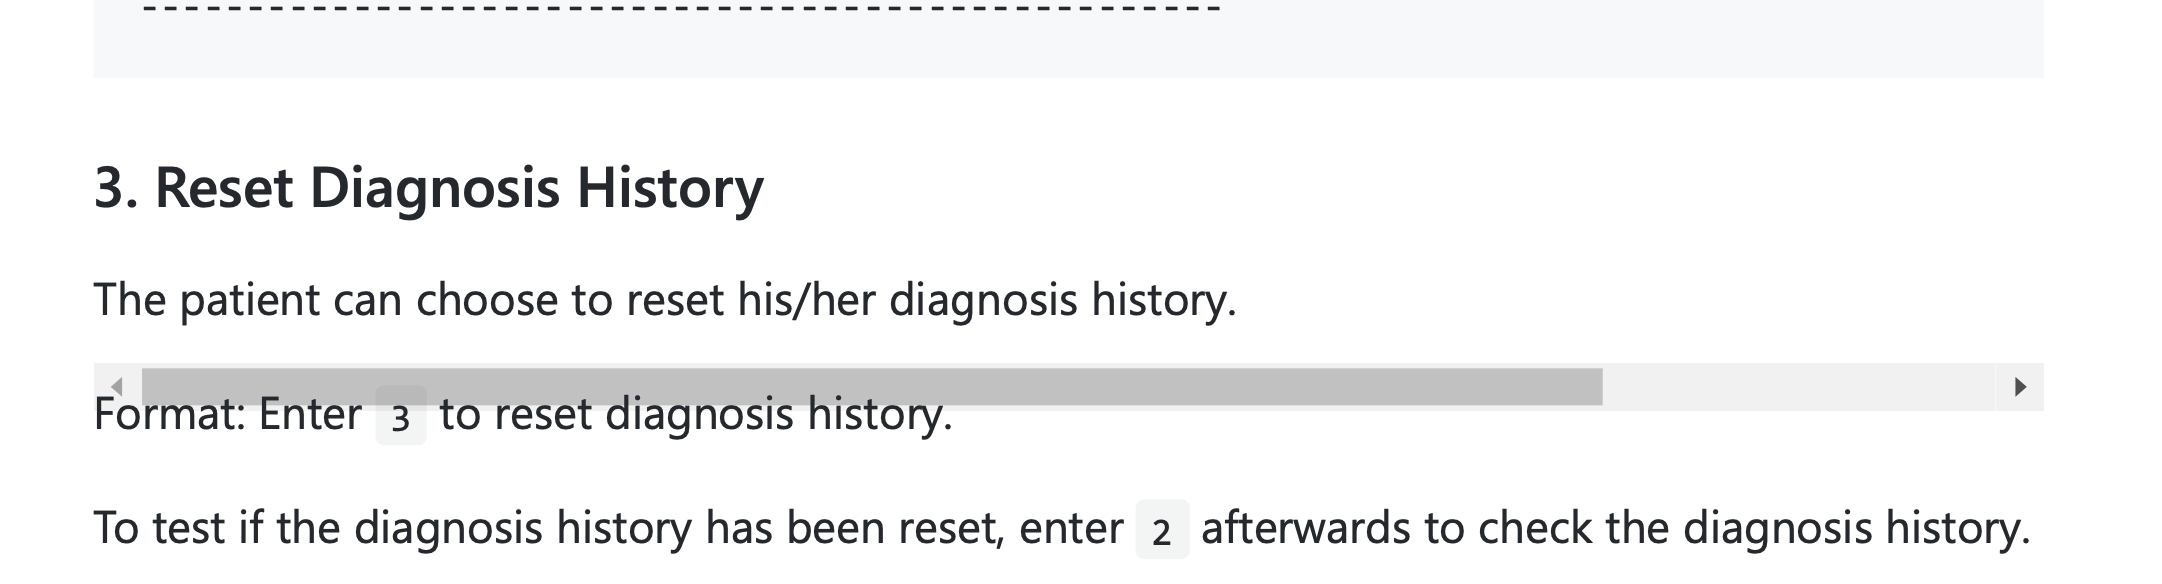 3. Reset Diagnosis History
The patient can choose to reset his/her diagnosis history.
Format: Enter 3 to reset diagnosis history.
To test if the diagnosis history has been reset, enter 2 afterwards to check the diagnosis history.